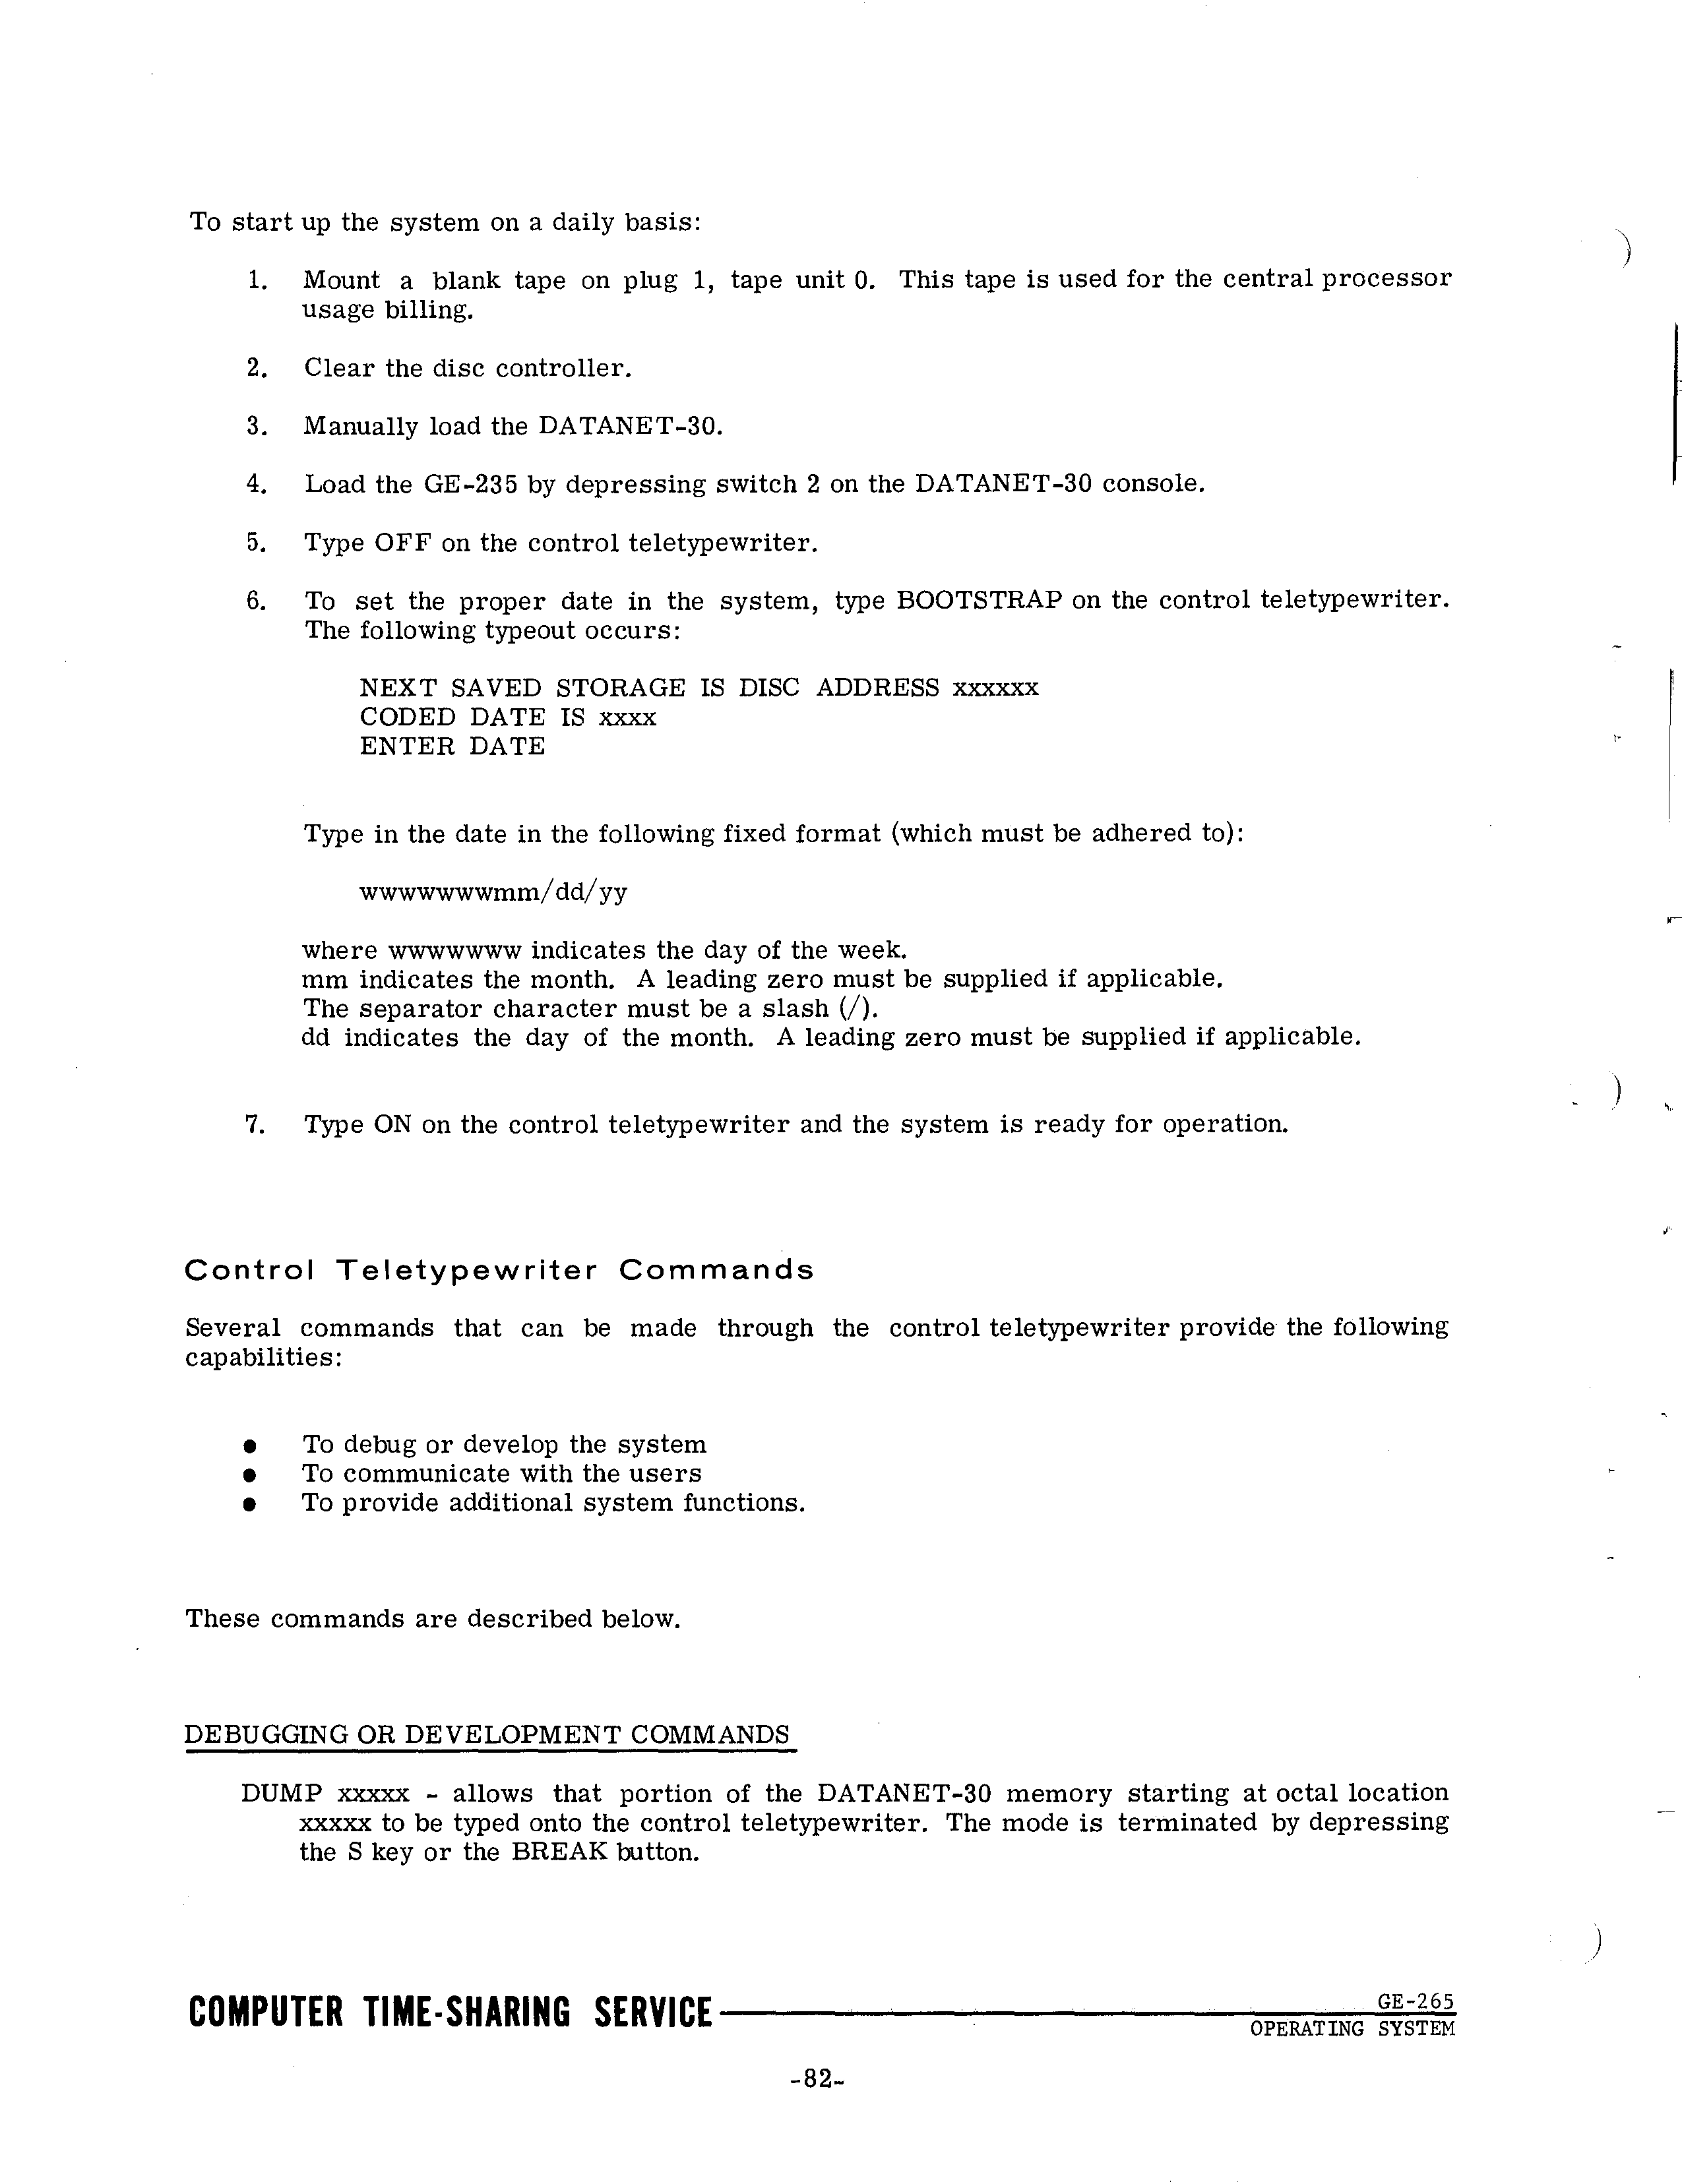 To start up the system on a daily basis:
1. Mount a blank tape on plug 1, tape unit 0. This tape is used for the central processor
usage billing.
2. Clear the disc controller.
3. Manually load the DATANET-30.
4. Load the GE-235 by depressing switch 2 on the DATANET-30 console.
5. Type OFF on the control teletypewriter.
6. To set the proper date in the system, type BOOTSTRAP on the control teletypewriter.
The following typeout occurs:
NEXT SAVED STORAGE IS DISC ADDRESS xxxxxx
CODED DATE IS xxxx
ENTER DATE
Type in the date in the following fixed format (which must be adhered to):
wwwwwwwmm/dd/yy
where wwwwwww indicates the day of the week.
mm indicates the month. A leading zero must be supplied if applicable.
The separator character must be a slash (/).
dd indicates the day of the month. A leading zero must be supplied if applicable.
7. Type ON on the control teletypewriter and the system is ready for operation.
Control Teletypewriter Commands
Several commands that can be made through the control teletypewriter provide the following
capabilities:
● To debug or develop the system
● To communicate with the users
● To provide additional system functions.
These commands are described below.
DEBUGGING OR DEVELOPMENT COMMANDS
DUMP xxxxx - allows that portion of the DATANET-30 memory starting at octal location
xxxxx to be typed onto the control teletypewriter. The mode is terminated by depressing
the S key or the BREAK button.
COMPUTER TIME-SHARING SERVICE
GE-265
OPERATING SYSTEM
-82-